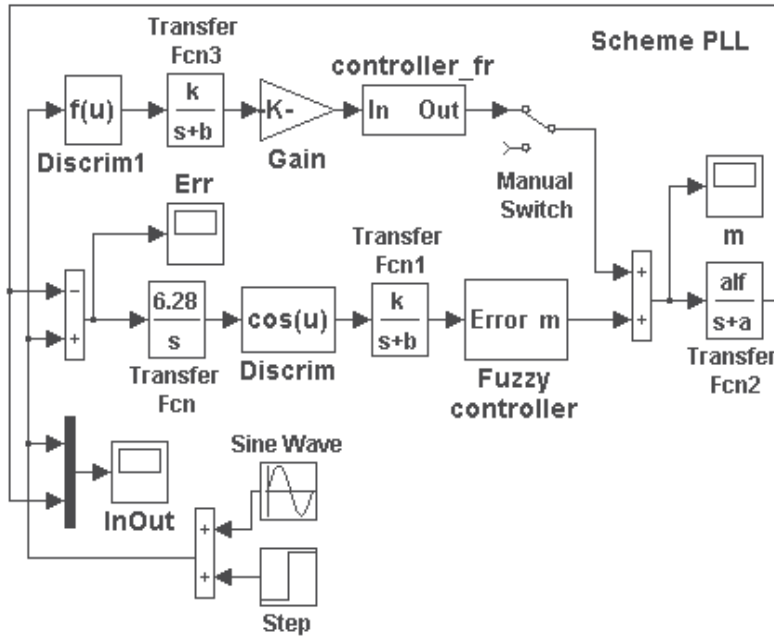 Scheme PLL
Transfer
Fcn3
controller_fr
f(u)
k
s+b
-K-
In Out
Discrim1
Gain
Manual
Switch
Err
m
Transfer
Fcn1
−
+
6.28
s
cos(u)
k
s+b
Error m
+
+
alf
s+a
Transfer
Fcn
Discrim
Fuzzy
controller
Transfer
Fcn2
Sine Wave
InOut
+
+
Step